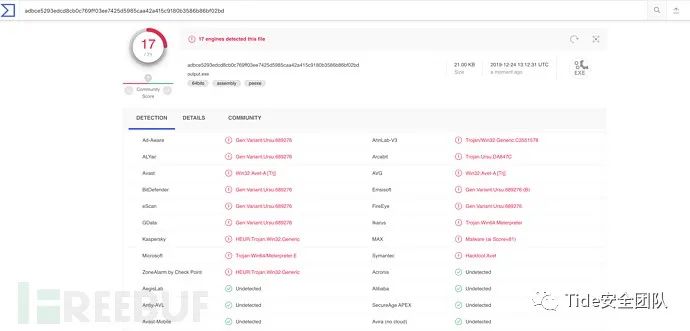 adbce5293edcd8cb0c769ff03ee7425d5985caa42a415c9180b3586b86bf02bd
17
Community
Score
17 engines detected this file
adbce5293edcd8cb0c769ff03ee7425d5985caa42a415c9180b3586b86bf02bd
output.exe
64bits assembly peexe
21.00 KB
Size
2019-12-24 13:12:31 UTC
a moment ago
EXE
DETECTION DETAILS COMMUNITY
Ad-Aware Gen:Variant.Ursu.689276 AhnLab-V3 Trojan/Win32.Generic.C3551579
ALYac Gen:Variant.Ursu.689276 Arcabit Trojan.Ursu.DA847C
Avast Win32:Avet-A [Trj] AVG Win32:Avet-A [Trj]
BitDefender Gen:Variant.Ursu.689276 Emsisoft Gen:Variant.Ursu.689276 (B)
eScan Gen:Variant.Ursu.689276 FireEye Gen:Variant.Ursu.689276
GData Gen:Variant.Ursu.689276 Ikarus Trojan.Win64.Meterpreter
Kaspersky HEUR:Trojan.Win32.Generic MAX Malware (ai Score=81)
Microsoft Trojan:Win64/Meterpreter.E Symantec Hacktool.Avet
ZoneAlarm by Check Point HEUR:Trojan.Win32.Generic Acronis Undetected
AegisLab Undetected Alibaba Undetected
Antiy-AVL Undetected SecureAge APEX Undetected
Avast-Mobile Undetected Avira (no cloud) Undetected
FREEBUF
Tide安全团队